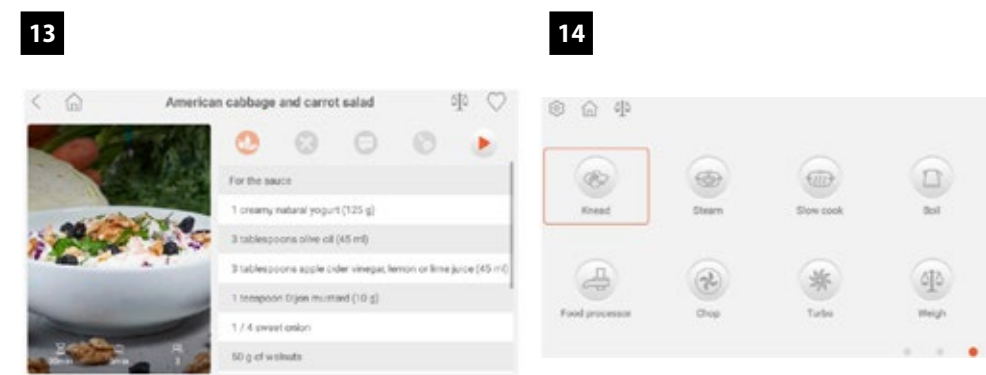 13
14
American cabbage and carrot salad
For the sauce
1 creamy natural yogurt (125 g)
3 tablespoons olive oil (45 ml)
3 tablespoons apple cider vinegar, lemon or lime juice (45 ml)
1 teaspoon Dijon mustard (10 g)
1 / 4 sweet onion
50 g of walnuts
Knead
Steam
Slow cook
Boil
Food processor
Chop
Turbo
Weigh